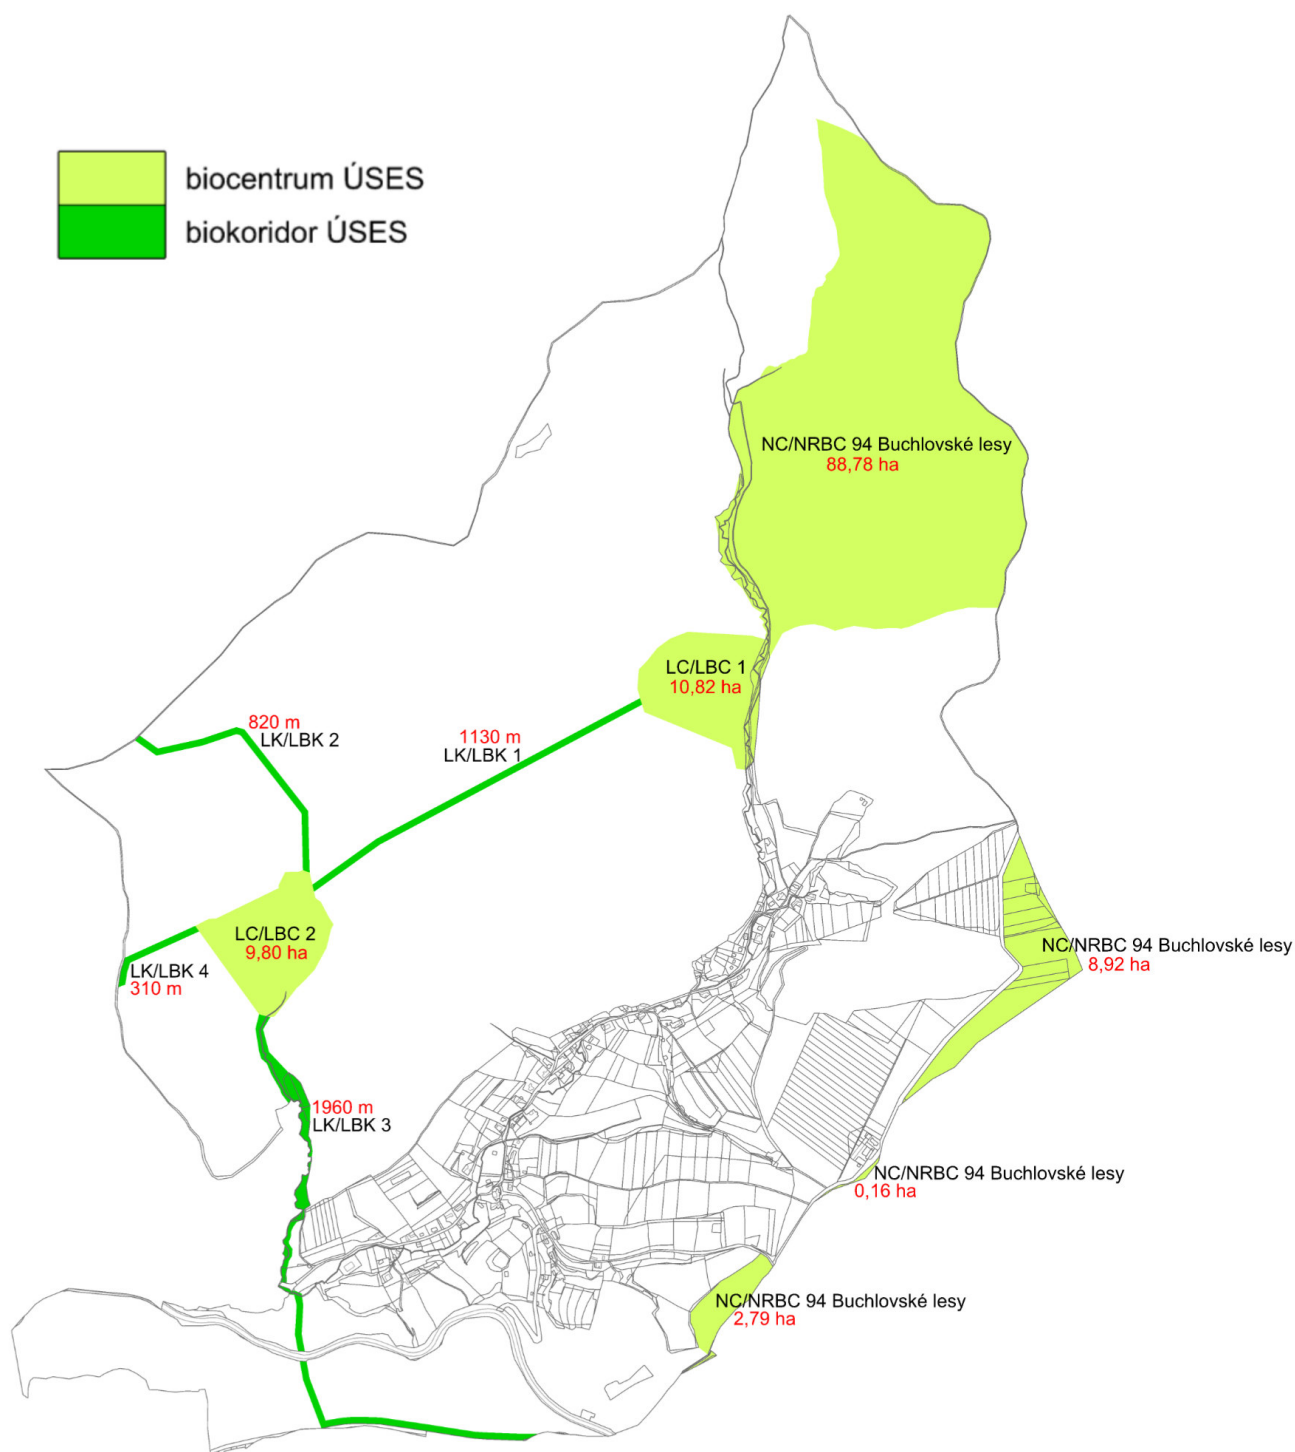 biocentrum ÚSES
biokoridor ÚSES
NC/NRBC 94 Buchlovské lesy
88,78 ha
LC/LBC 1
10,82 ha
820 m
LK/LBK 2
1130 m
LK/LBK 1
LC/LBC 2
9,80 ha
NC/NRBC 94 Buchlovské lesy
8,92 ha
LK/LBK 4
310 m
1960 m
LK/LBK 3
NC/NRBC 94 Buchlovské lesy
0,16 ha
NC/NRBC 94 Buchlovské lesy
2,79 ha